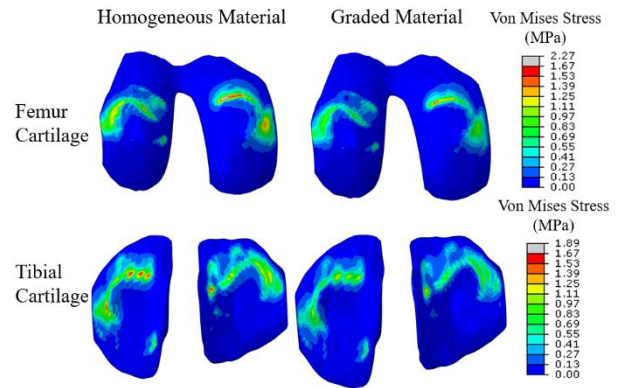 Homogeneous Material
Graded Material
Von Mises Stress
(MPa)
2.27
1.67
1.53
1.39
1.25
1.11
0.97
0.83
0.69
0.55
0.41
0.27
0.13
0.00
Femur
Cartilage
Von Mises Stress
(MPa)
1.89
1.67
1.53
1.39
1.25
1.11
0.97
0.83
0.69
0.55
0.41
0.27
0.13
0.00
Tibial
Cartilage